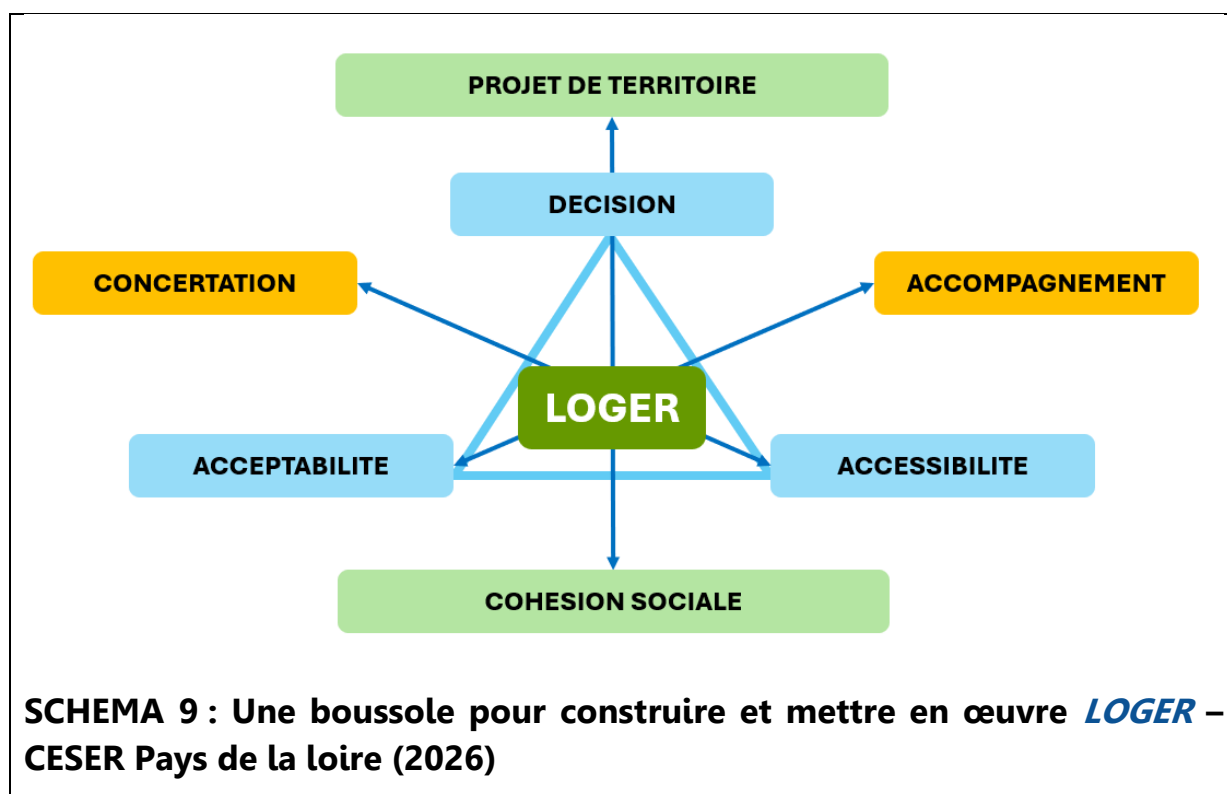 PROJET DE TERRITOIRE
DECISION
CONCERTATION
ACCOMPAGNEMENT
LOGER
ACCEPTABILITE
ACCESSIBILITE
COHESION SOCIALE
SCHEMA 9 : Une boussole pour construire et mettre en œuvre LOGER –
CESER Pays de la loire (2026)